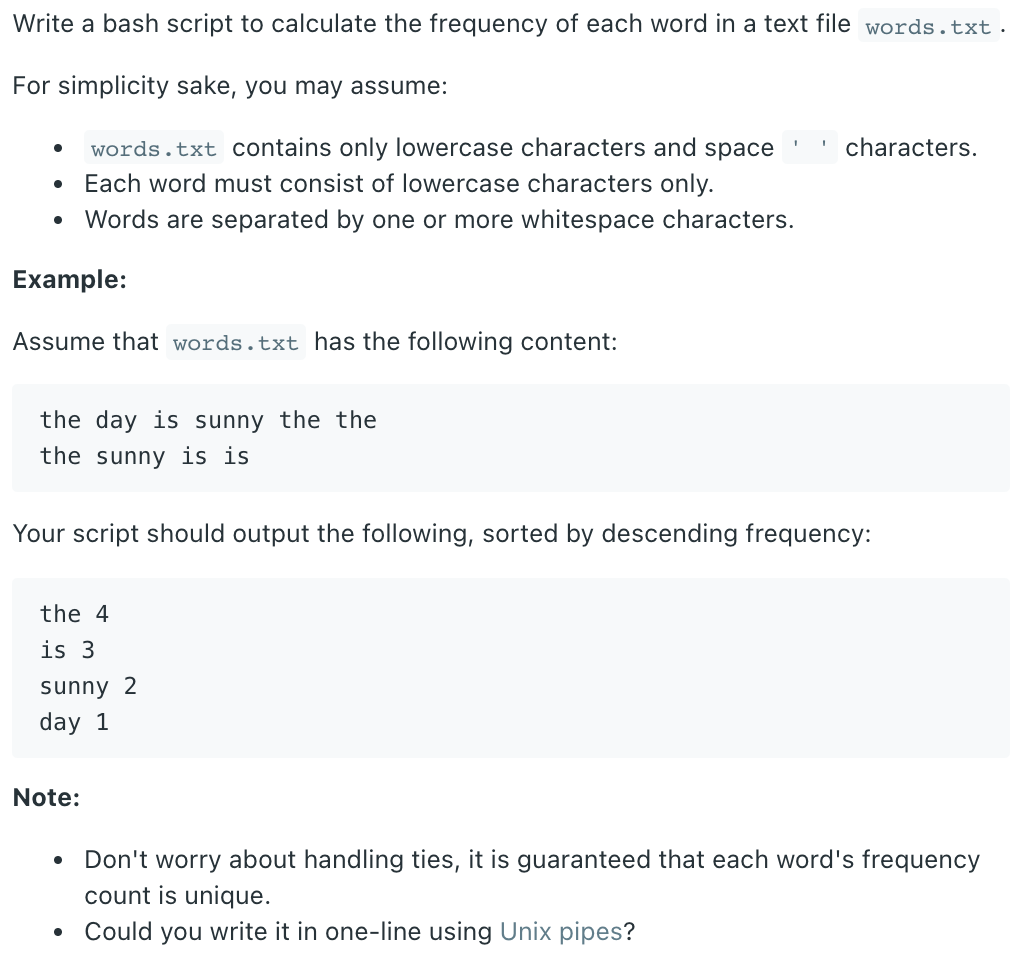 Write a bash script to calculate the frequency of each word in a text file words.txt.
For simplicity sake, you may assume:
• words.txt contains only lowercase characters and space ' ' characters.
• Each word must consist of lowercase characters only.
• Words are separated by one or more whitespace characters.
Example:
Assume that words.txt has the following content:
the day is sunny the the
the sunny is is
Your script should output the following, sorted by descending frequency:
the 4
is 3
sunny 2
day 1
Note:
• Don't worry about handling ties, it is guaranteed that each word's frequency
count is unique.
• Could you write it in one-line using Unix pipes?